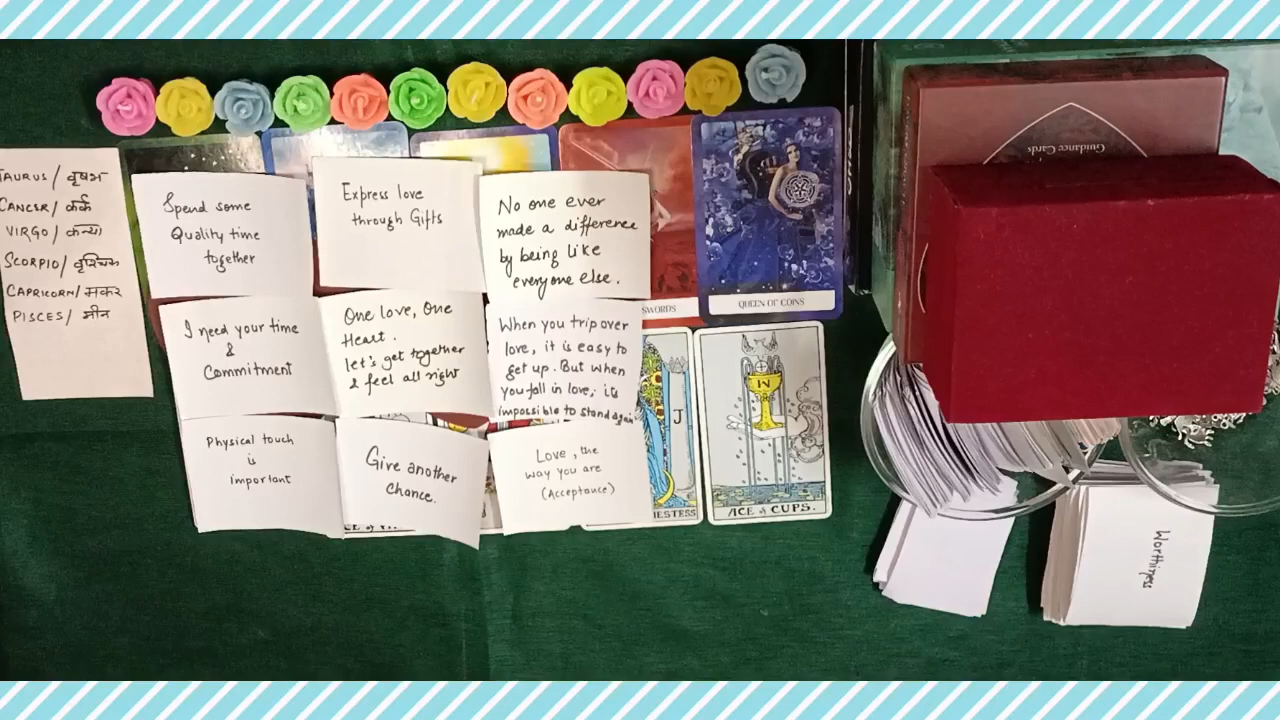 TAURUS / वृषभ
CANCER / कर्क
VIRGO / कन्या
SCORPIO / वृश्चिक
CAPRICORN / मकर
PISCES / मीन
Spend some
Quality time
together
Express love
through Gifts
No one ever
made a difference
by being like
everyone else.
I need your time
&
Commitment
One love, One
Heart.
let's get together
& feel all right
When you trip over
love, it is easy to
get up. But when
you fall in love, its
impossible to stand again
Physical touch
is
important
Give another
Chance.
Love, the
way you are
(Acceptance)
SWORDS
QUEEN OF COINS
J
ACE of CUPS.
Guidance Cards
Worthiness